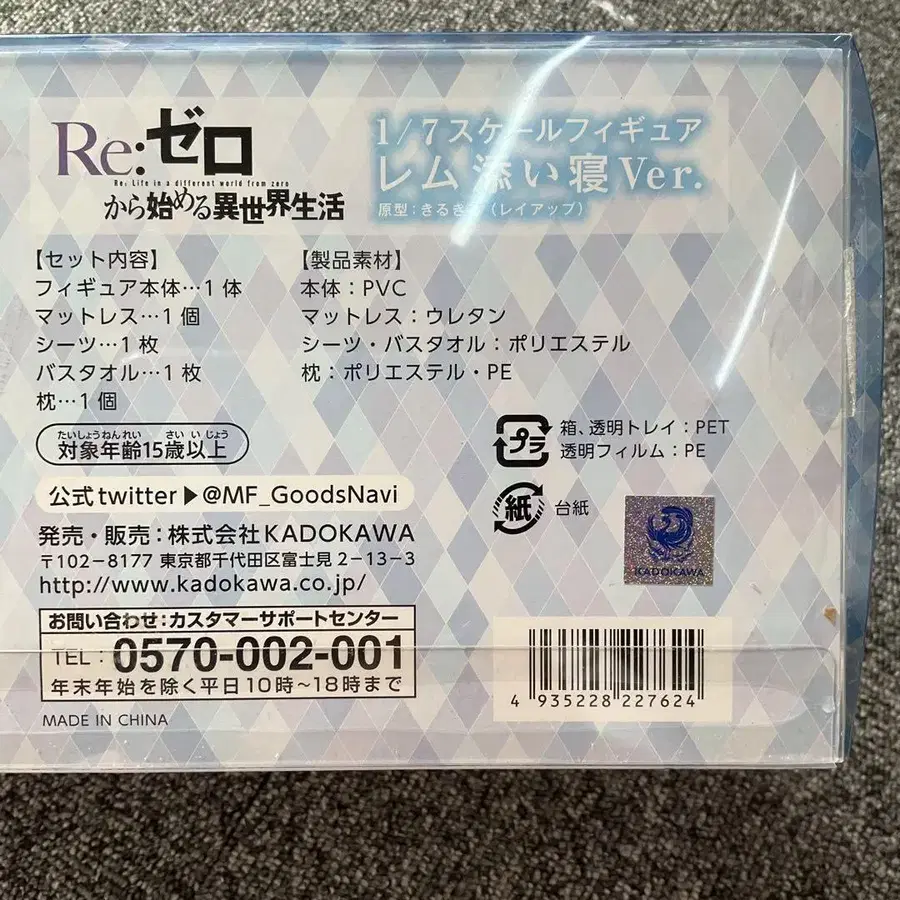 Re:ゼロ
Re: Life in a different world from zero
から始める異世界生活
1/7スケールフィギュア
レム 添い寝 Ver.
原型：きるき（レイアップ）
【セット内容】
フィギュア本体…1 体
マットレス…1 個
シーツ…1 枚
バスタオル…1 枚
枕…1 個
【製品素材】
本体：PVC
マットレス：ウレタン
シーツ・バスタオル：ポリエステル
枕：ポリエステル・PE
たいしょうねんれい さい いじょう
対象年齢15歳以上
公式 twitter▶@MF_GoodsNavi
発売・販売：株式会社KADOKAWA
〒102-8177 東京都千代田区富士見 2-13-3
http://www.kadokawa.co.jp/
お問い合わせ：カスタマーサポートセンター
TEL：0570-002-001
年末年始を除く平日10時～18時まで
MADE IN CHINA
プラ
箱、透明トレイ：PET
透明フィルム：PE
紙
台紙
KADOKAWA
4 935228 227624